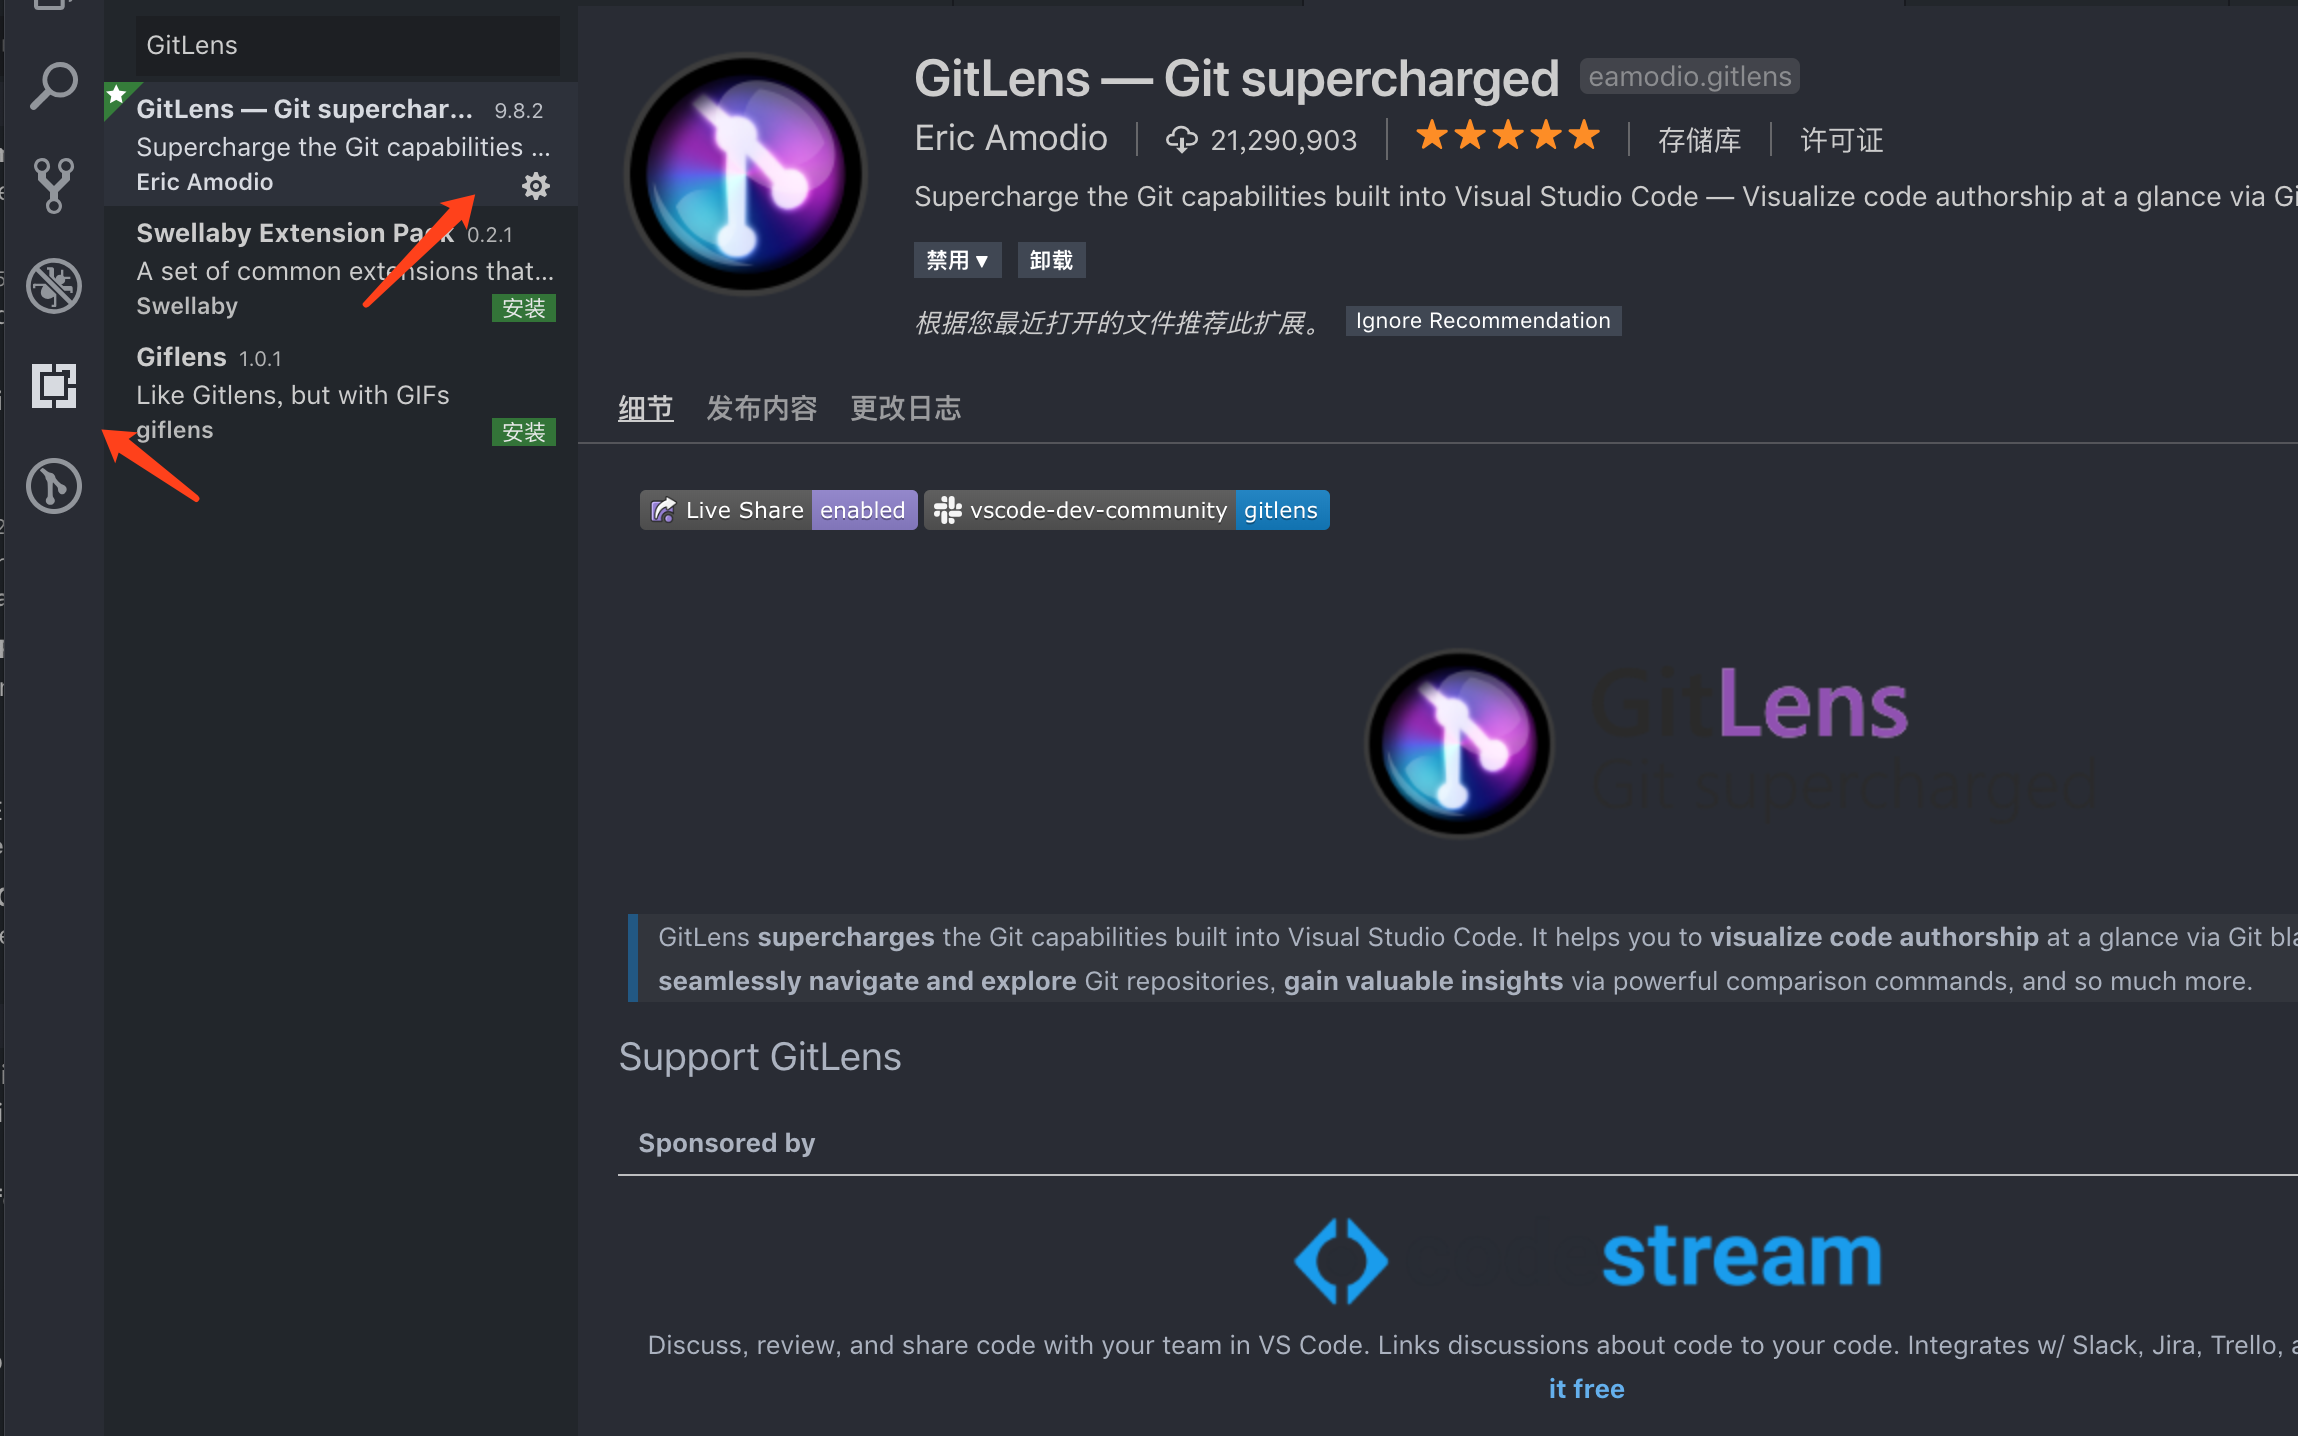 GitLens
GitLens — Git superchar... 9.8.2
Supercharge the Git capabilities ...
Eric Amodio
Swellaby Extension Pack 0.2.1
A set of common extensions that...
Swellaby 安装
Giflens 1.0.1
Like Gitlens, but with GIFs
giflens 安装
GitLens — Git supercharged eamodio.gitlens
Eric Amodio 21,290,903 存储库 许可证
Supercharge the Git capabilities built into Visual Studio Code — Visualize code authorship at a glance via Gi
禁用▼ 卸载
根据您最近打开的文件推荐此扩展。 Ignore Recommendation
细节 发布内容 更改日志
Live Share enabled vscode-dev-community gitlens
GitLens
Git supercharged
GitLens supercharges the Git capabilities built into Visual Studio Code. It helps you to visualize code authorship at a glance via Git bla
seamlessly navigate and explore Git repositories, gain valuable insights via powerful comparison commands, and so much more.
Support GitLens
Sponsored by
stream
Discuss, review, and share code with your team in VS Code. Links discussions about code to your code. Integrates w/ Slack, Jira, Trello, a
it free